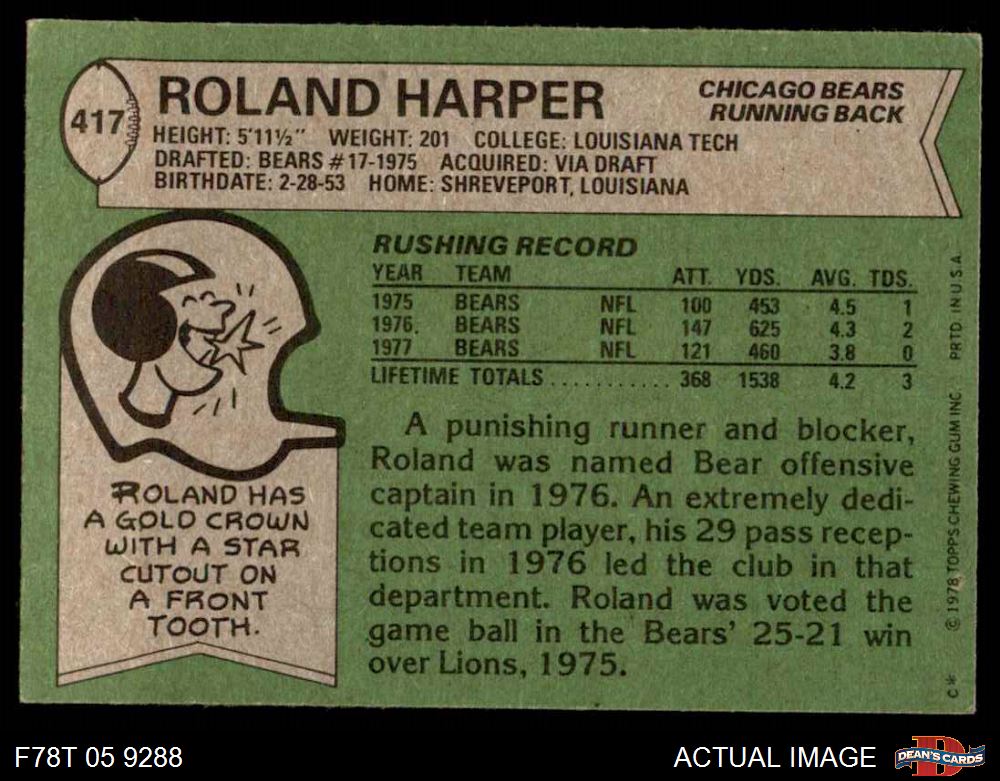 417
ROLAND HARPER
CHICAGO BEARS
RUNNING BACK
HEIGHT: 5'11½" WEIGHT: 201 COLLEGE: LOUISIANA TECH
DRAFTED: BEARS #17-1975 ACQUIRED: VIA DRAFT
BIRTHDATE: 2-28-53 HOME: SHREVEPORT, LOUISIANA
RUSHING RECORD
YEAR TEAM ATT. YDS. AVG. TDS.
1975 BEARS NFL 100 453 4.5 1
1976. BEARS NFL 147 625 4.3 2
1977 BEARS NFL 121 460 3.8 0
LIFETIME TOTALS........... 368 1538 4.2 3
A punishing runner and blocker,
Roland was named Bear offensive
captain in 1976. An extremely dedi-
cated team player, his 29 pass recep-
tions in 1976 led the club in that
department. Roland was voted the
game ball in the Bears' 25-21 win
over Lions, 1975.
ROLAND HAS
A GOLD CROWN
WITH A STAR
CUTOUT ON
A FRONT
TOOTH.
C* © 1978 TOPPS CHEWING GUM INC. PRTD. IN U.S.A.
F78T 05 9288
ACTUAL IMAGE
D
DEAN'S CARDS